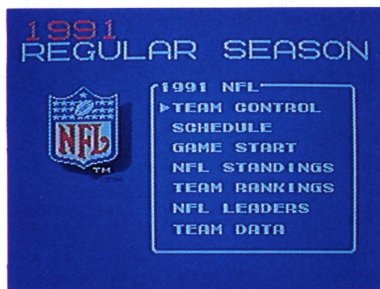 1991
REGULAR SEASON
1991 NFL
TEAM CONTROL
SCHEDULE
GAME START
NFL STANDINGS
TEAM RANKINGS
NFL LEADERS
TEAM DATA
NFL
TM